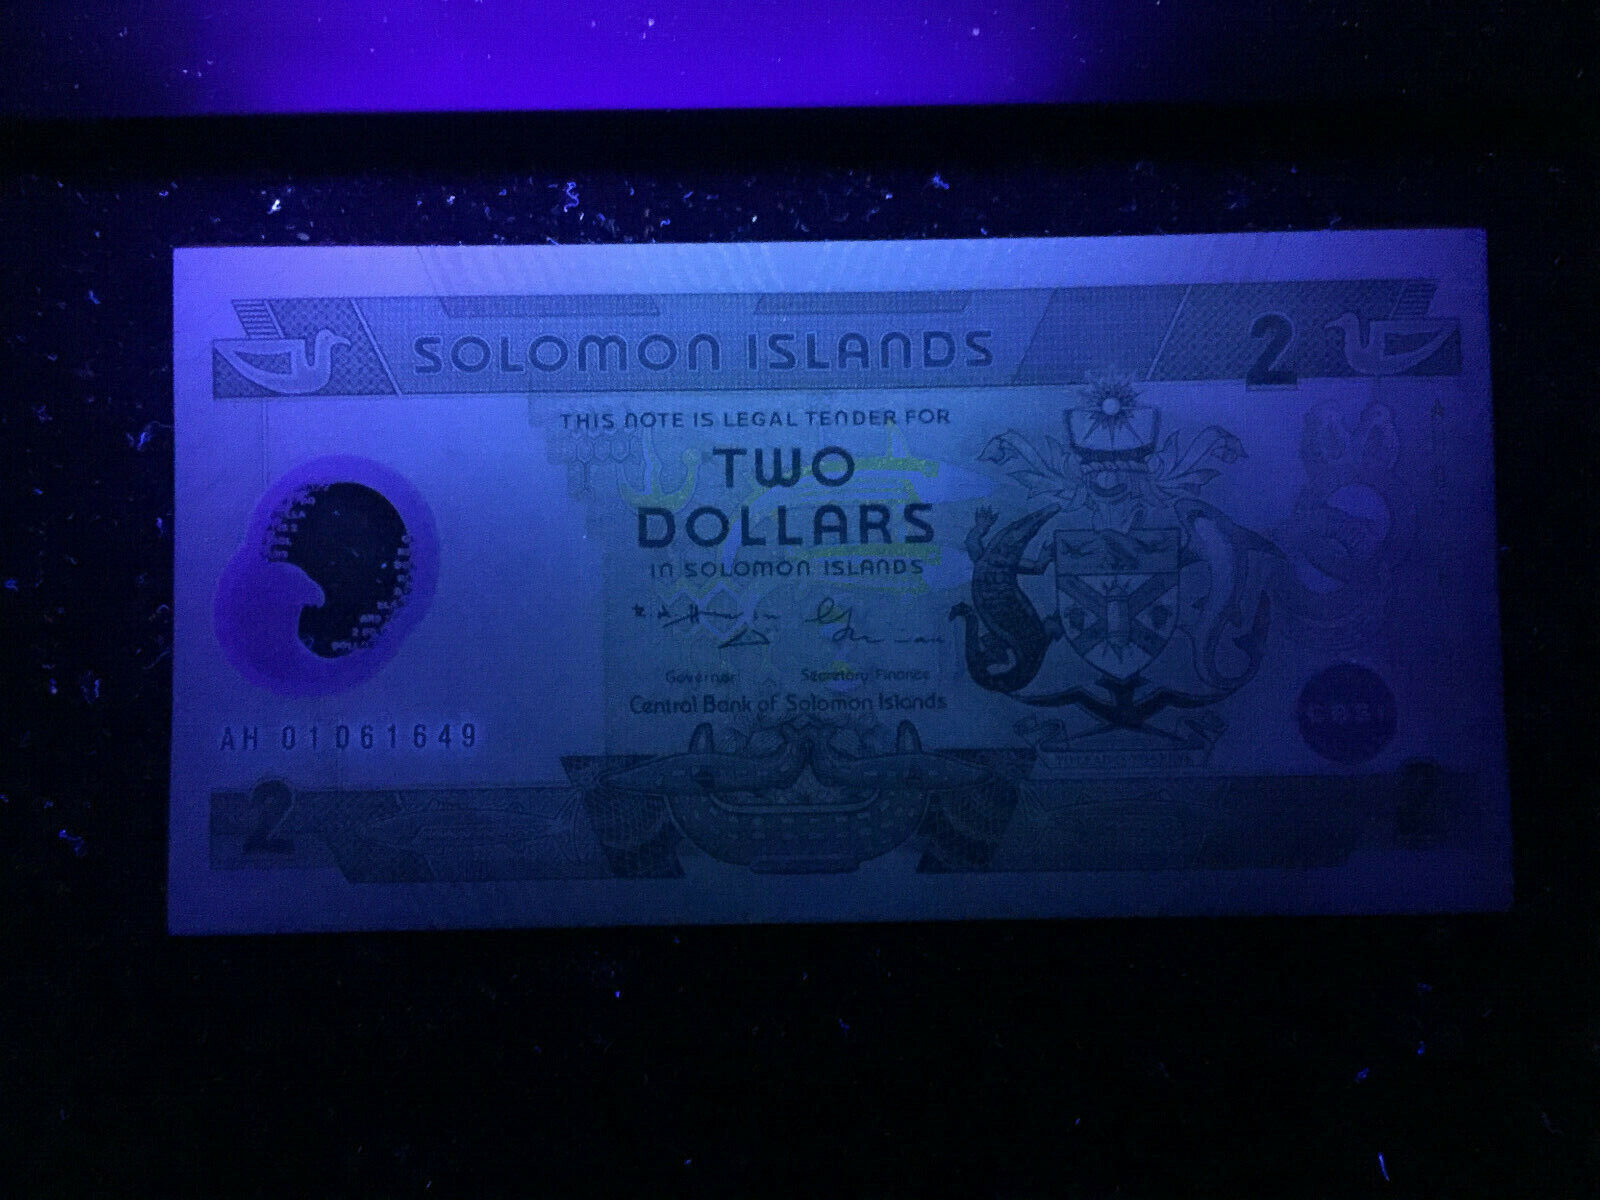 SOLOMON ISLANDS 2
THIS NOTE IS LEGAL TENDER FOR
TWO
DOLLARS
IN SOLOMON ISLANDS
Governor Secretary Finance
Central Bank of Solomon Islands
AH 01061649
2
2